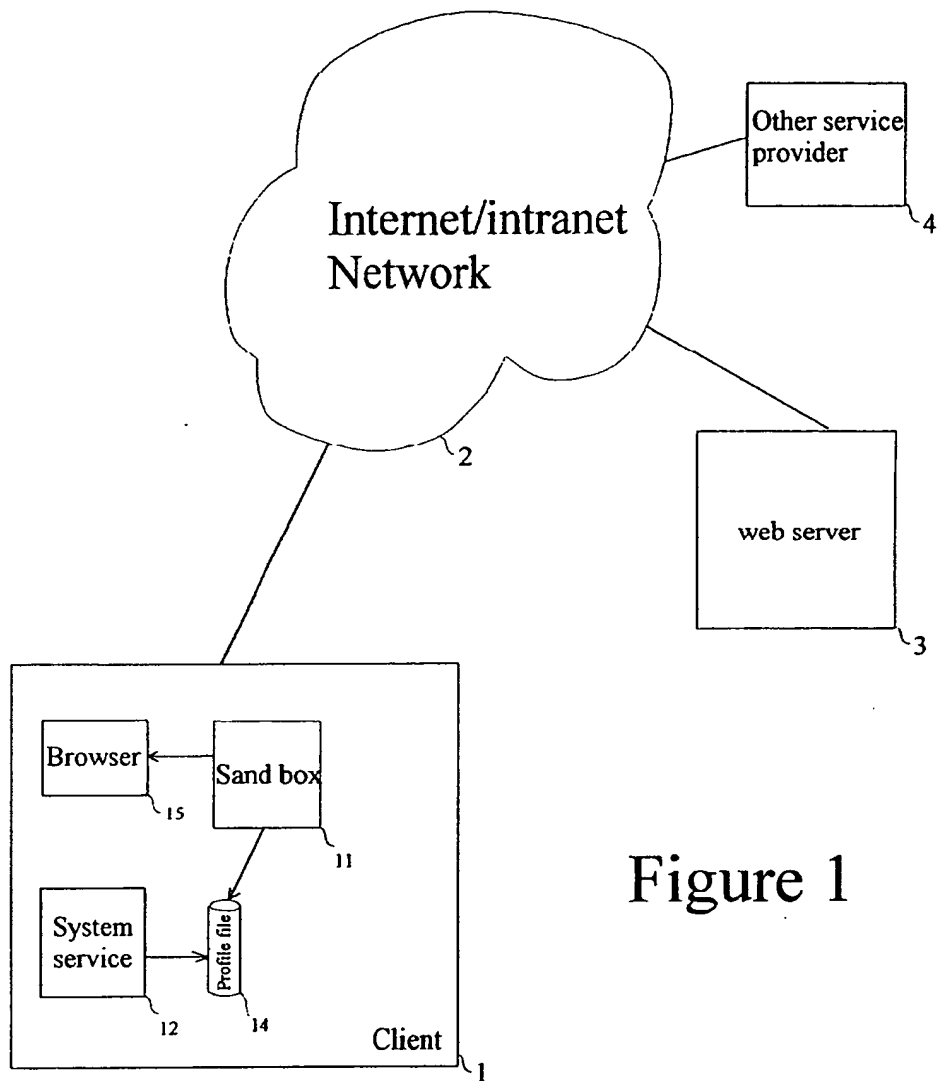 Other service
provider
4
Internet/intranet
Network
2
web server
3
Browser
15
Sand box
11
System
service
12
Profile file
14
Client
1
Figure 1